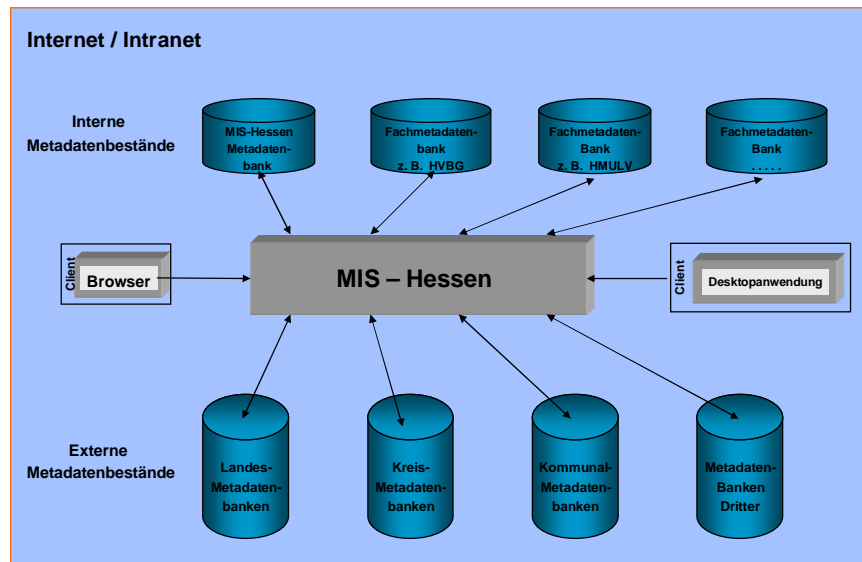 Internet / Intranet
Interne
Metadatenbestände
MIS-Hessen
Metadaten-
bank
Fachmetadaten-
bank
z. B. HVBG
Fachmetadaten-
Bank
z. B. HMULV
Fachmetadaten-
Bank
. . . . .
Client
Browser
MIS – Hessen
Client
Desktopanwendung
Externe
Metadatenbestände
Landes-
Metadaten-
banken
Kreis-
Metadaten-
banken
Kommunal-
Metadaten-
banken
Metadaten-
Banken
Dritter